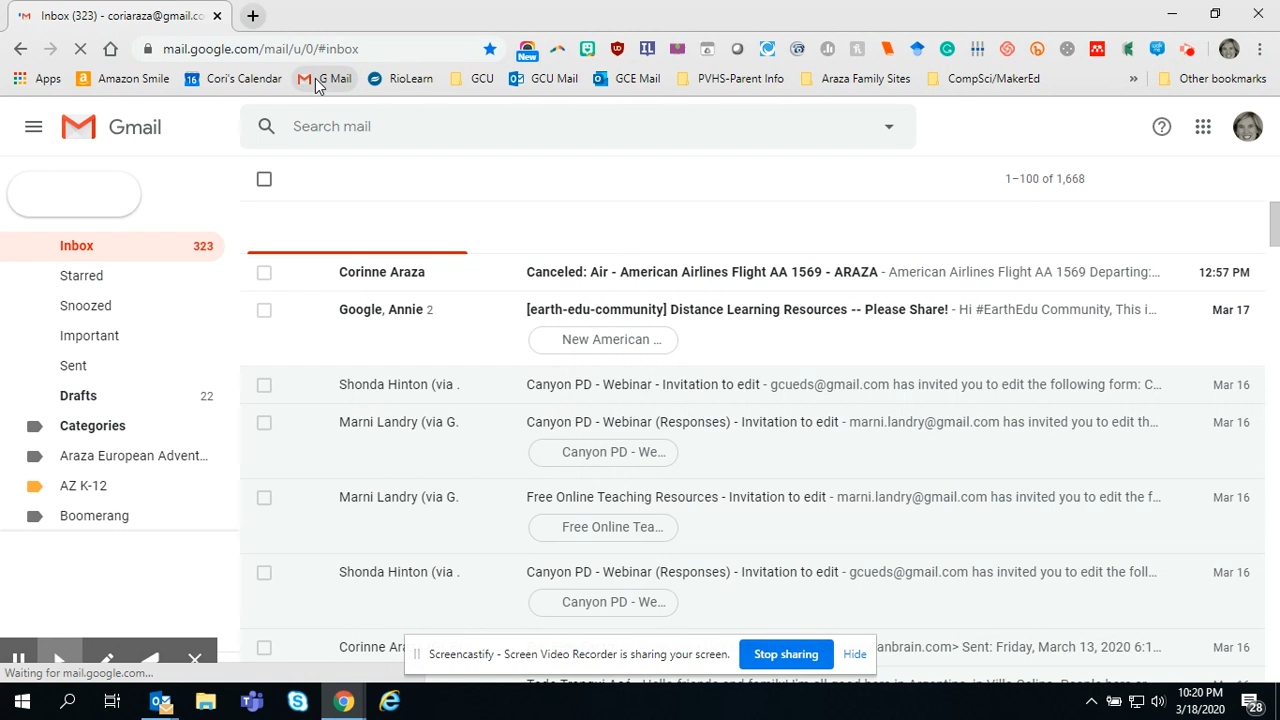 Inbox (323) - coriaraza@gmail.co
mail.google.com/mail/u/0/#inbox
New
Apps
Amazon Smile
16 Cori's Calendar
G Mail
RioLearn
GCU
GCU Mail
GCE Mail
PVHS-Parent Info
Araza Family Sites
CompSci/MakerEd
»
Other bookmarks
Gmail
Search mail
1–100 of 1,668
Inbox 323
Starred
Snoozed
Important
Sent
Drafts 22
Categories
Araza European Advent...
AZ K-12
Boomerang
Corinne Araza Canceled: Air - American Airlines Flight AA 1569 - ARAZA - American Airlines Flight AA 1569 Departing:... 12:57 PM
Google, Annie 2 [earth-edu-community] Distance Learning Resources -- Please Share! - Hi #EarthEdu Community, This i... Mar 17
New American ...
Shonda Hinton (via . Canyon PD - Webinar - Invitation to edit - gcueds@gmail.com has invited you to edit the following form: C... Mar 16
Marni Landry (via G. Canyon PD - Webinar (Responses) - Invitation to edit - marni.landry@gmail.com has invited you to edit th... Mar 16
Canyon PD - We...
Marni Landry (via G. Free Online Teaching Resources - Invitation to edit - marni.landry@gmail.com has invited you to edit the f... Mar 16
Free Online Tea...
Shonda Hinton (via . Canyon PD - Webinar (Responses) - Invitation to edit - gcueds@gmail.com has invited you to edit the foll... Mar 16
Canyon PD - We...
Corinne Ar anbrain.com> Sent: Friday, March 13, 2020 6:1... Mar 16
Screencastify - Screen Video Recorder is sharing your screen.
Stop sharing
Hide
Waiting for mail.google.com...
10:20 PM
3/18/2020
28